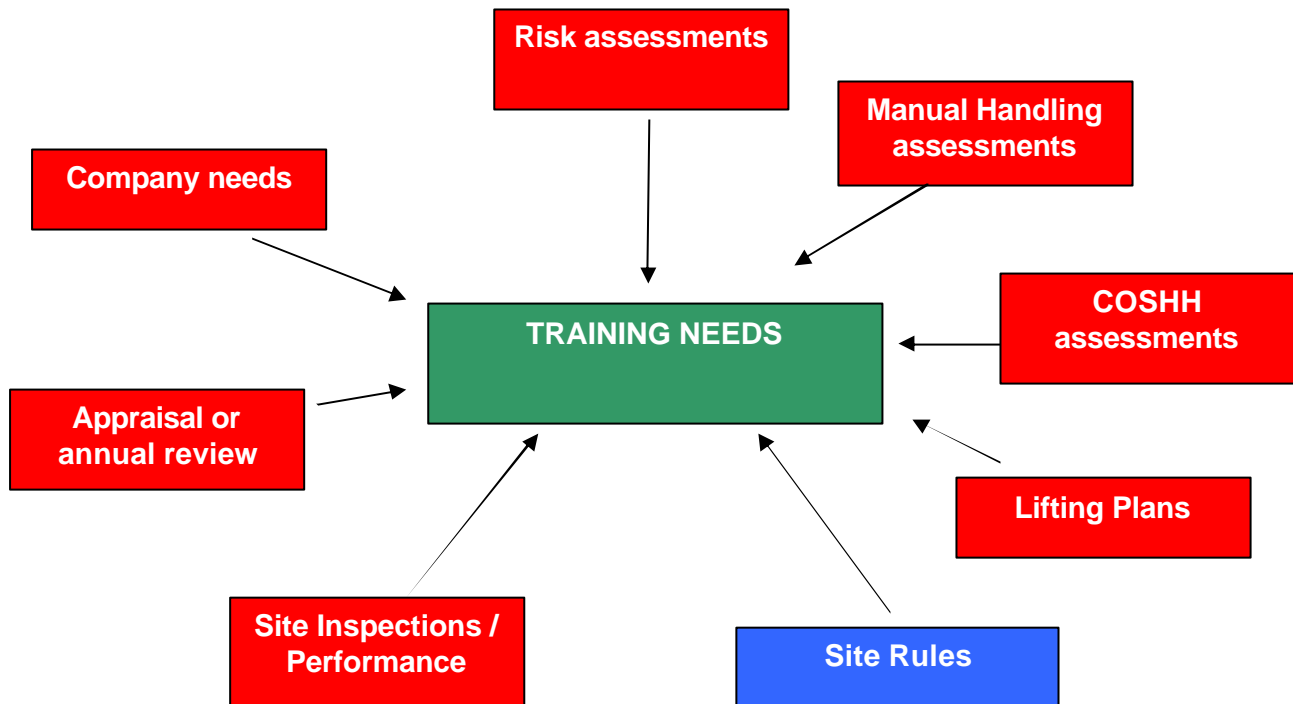 Risk assessments
Manual Handling
assessments
Company needs
COSHH
assessments
TRAINING NEEDS
Appraisal or
annual review
Lifting Plans
Site Inspections /
Performance
Site Rules